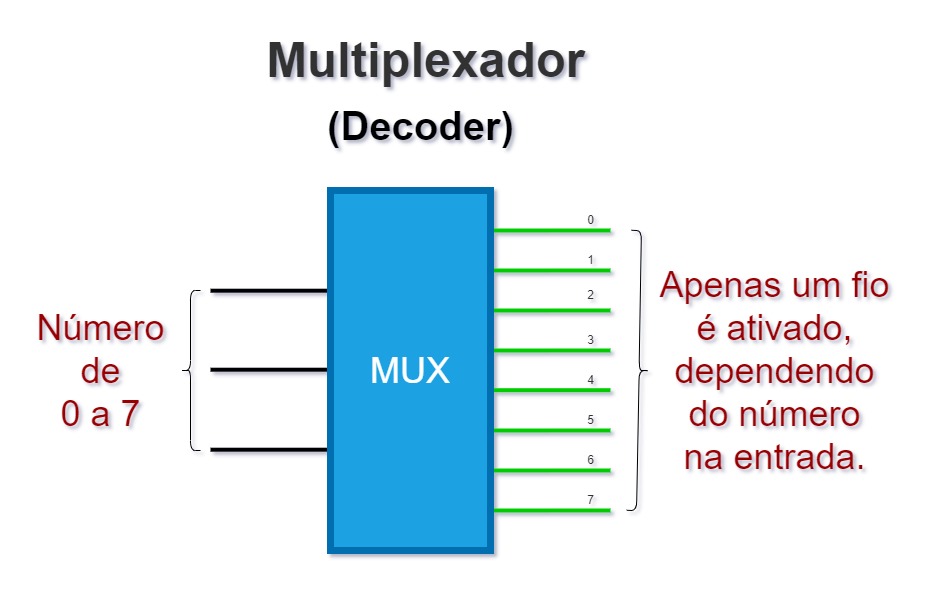 Multiplexador
(Decoder)
Número
de
0 a 7
MUX
0
1
2
3
4
5
6
7
Apenas um fio
é ativado,
dependendo
do número
na entrada.